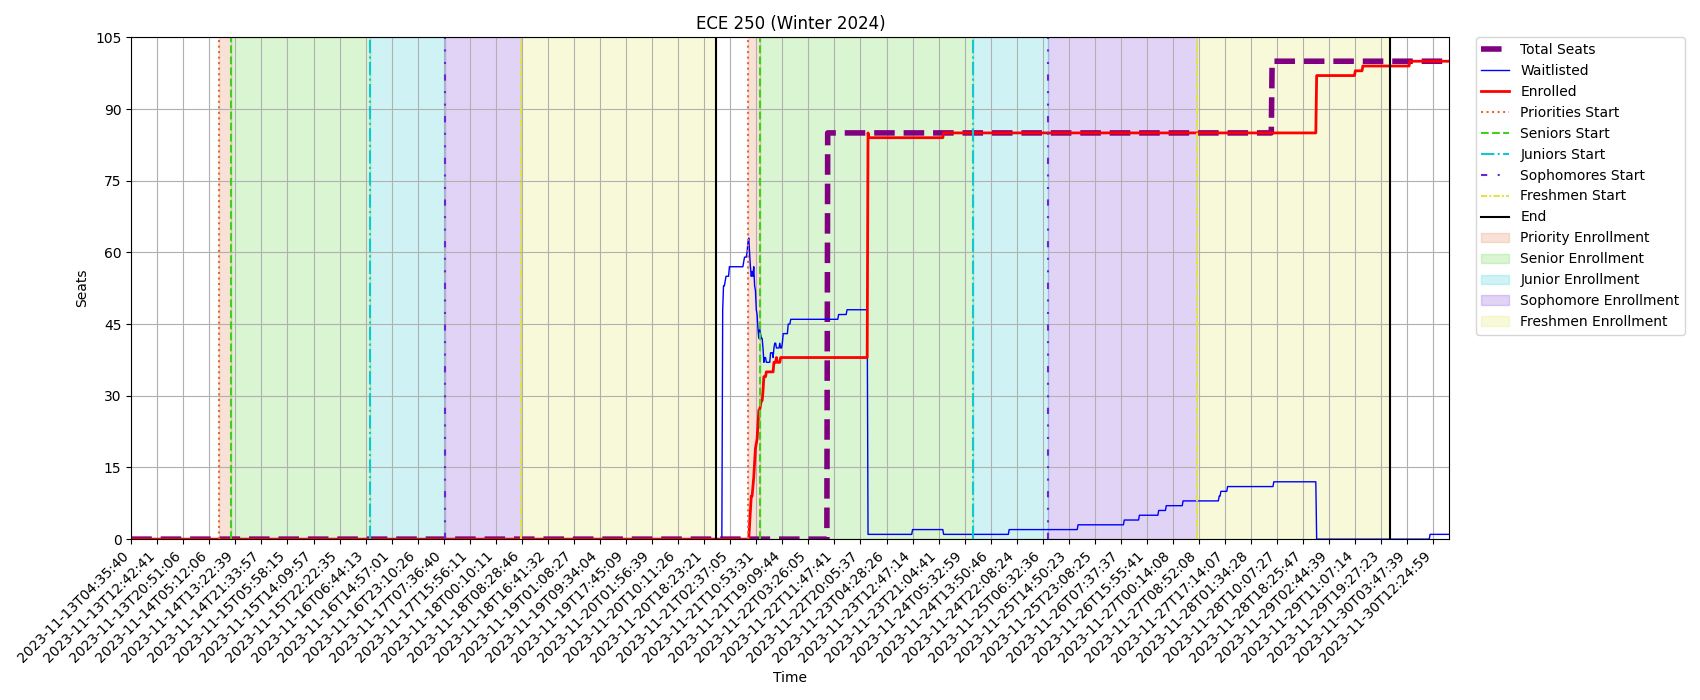 ECE 250 (Winter 2024)
105
90
75
60
45
30
15
0
Seats
2023-11-13T04:35:40
2023-11-13T12:42:41
2023-11-13T20:51:06
2023-11-14T05:12:06
2023-11-14T13:22:39
2023-11-14T21:33:57
2023-11-15T05:58:15
2023-11-15T14:09:57
2023-11-15T22:22:35
2023-11-16T06:44:13
2023-11-16T14:57:01
2023-11-16T23:10:26
2023-11-17T07:36:40
2023-11-17T15:56:11
2023-11-18T00:10:11
2023-11-18T08:28:46
2023-11-18T16:41:32
2023-11-19T01:08:27
2023-11-19T09:34:04
2023-11-19T17:45:09
2023-11-20T01:56:39
2023-11-20T10:11:26
2023-11-20T18:23:21
2023-11-21T02:37:05
2023-11-21T10:53:31
2023-11-21T19:09:44
2023-11-22T03:26:05
2023-11-22T11:47:41
2023-11-22T20:05:37
2023-11-23T04:28:26
2023-11-23T12:47:14
2023-11-23T21:04:41
2023-11-24T05:32:59
2023-11-24T13:50:46
2023-11-24T22:08:24
2023-11-25T06:32:36
2023-11-25T14:50:23
2023-11-25T23:08:25
2023-11-26T07:37:37
2023-11-26T15:55:41
2023-11-27T00:14:08
2023-11-27T08:52:08
2023-11-27T17:14:07
2023-11-28T01:34:28
2023-11-28T10:07:27
2023-11-28T18:25:47
2023-11-29T02:44:39
2023-11-29T11:07:14
2023-11-29T19:27:23
2023-11-30T03:47:39
2023-11-30T12:24:59
Time
Total Seats
Waitlisted
Enrolled
Priorities Start
Seniors Start
Juniors Start
Sophomores Start
Freshmen Start
End
Priority Enrollment
Senior Enrollment
Junior Enrollment
Sophomore Enrollment
Freshmen Enrollment